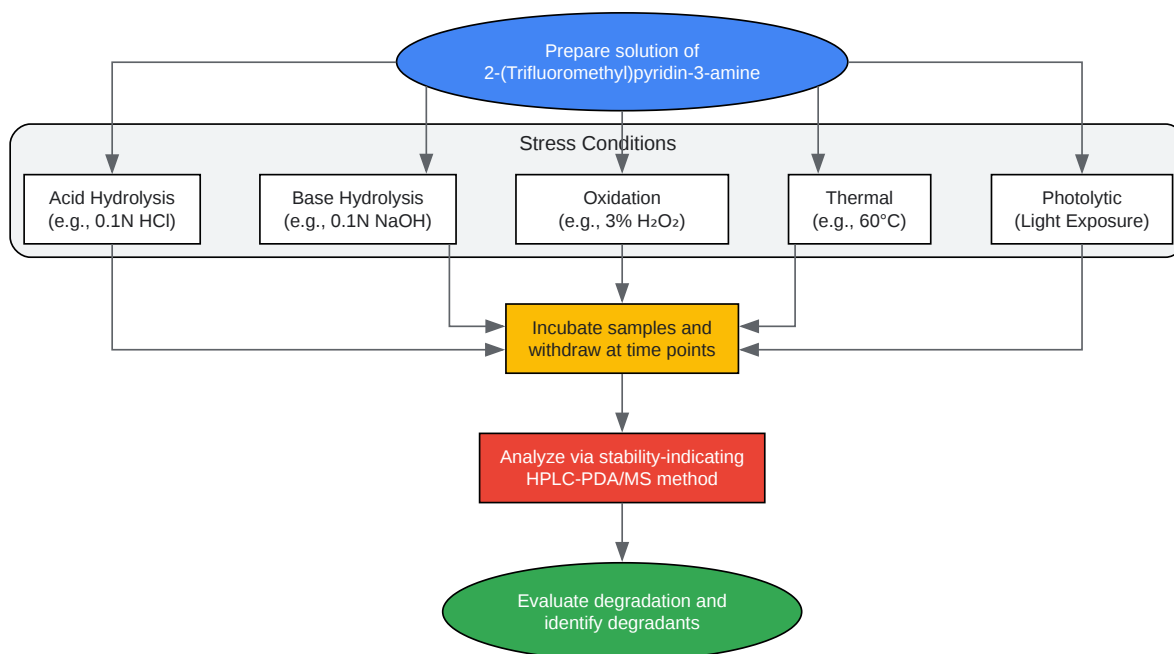 Prepare solution of
2-(Trifluoromethyl)pyridin-3-amine
Stress Conditions
Acid Hydrolysis
(e.g., 0.1N HCl)
Base Hydrolysis
(e.g., 0.1N NaOH)
Oxidation
(e.g., 3% H₂O₂)
Thermal
(e.g., 60°C)
Photolytic
(Light Exposure)
Incubate samples and
withdraw at time points
Analyze via stability-indicating
HPLC-PDA/MS method
Evaluate degradation and
identify degradants